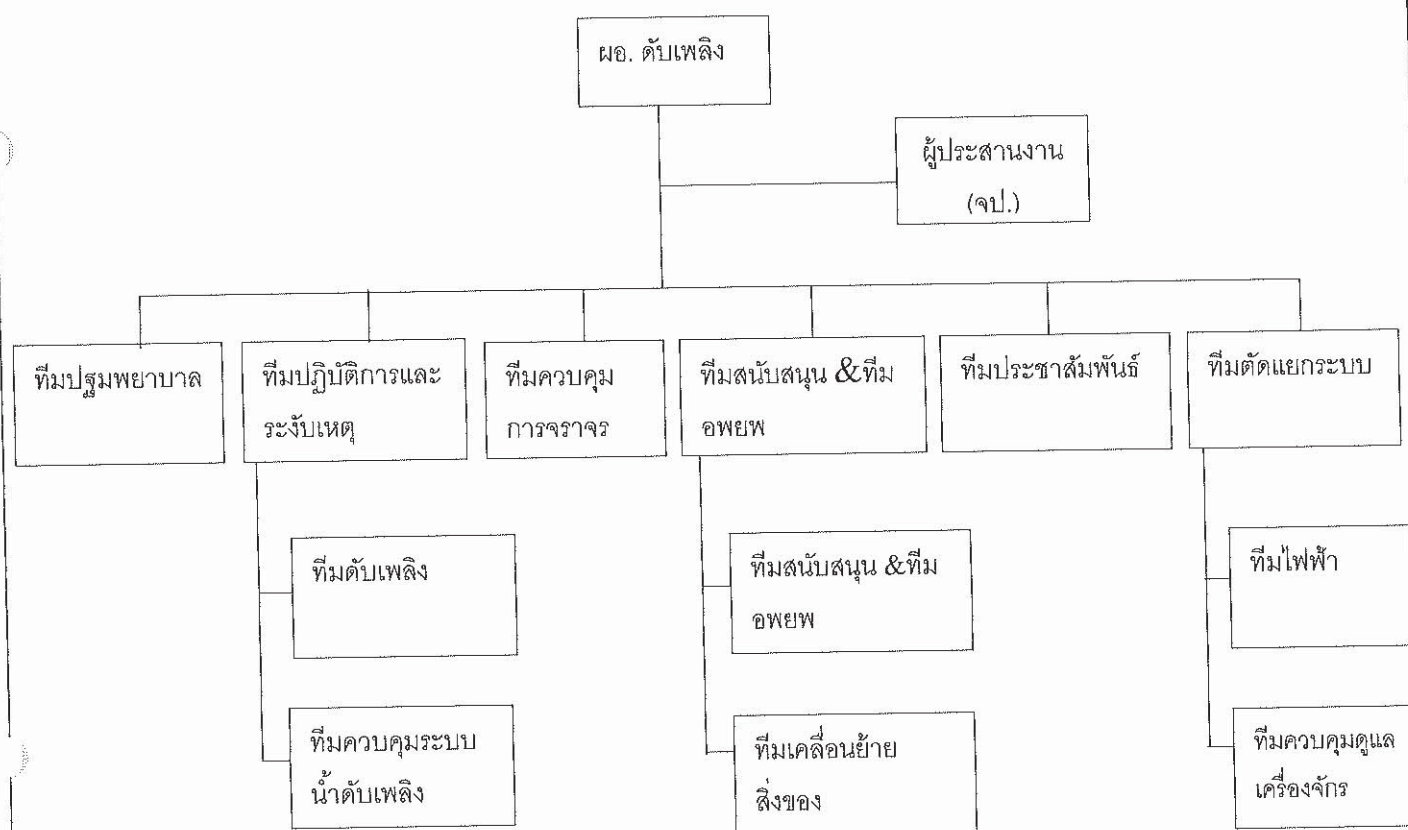 ผอ. ดับเพลิง
ผู้ประสานงาน
(จป.)
ทีมปฐมพยาบาล
ทีมปฏิบัติการและ
ระงับเหตุ
ทีมควบคุม
การจราจร
ทีมสนับสนุน &ทีม
อพยพ
ทีมประชาสัมพันธ์
ทีมตัดแยกระบบ
ทีมดับเพลิง
ทีมสนับสนุน &ทีม
อพยพ
ทีมไฟฟ้า
ทีมควบคุมระบบ
น้ำดับเพลิง
ทีมเคลื่อนย้าย
สิ่งของ
ทีมควบคุมดูแล
เครื่องจักร